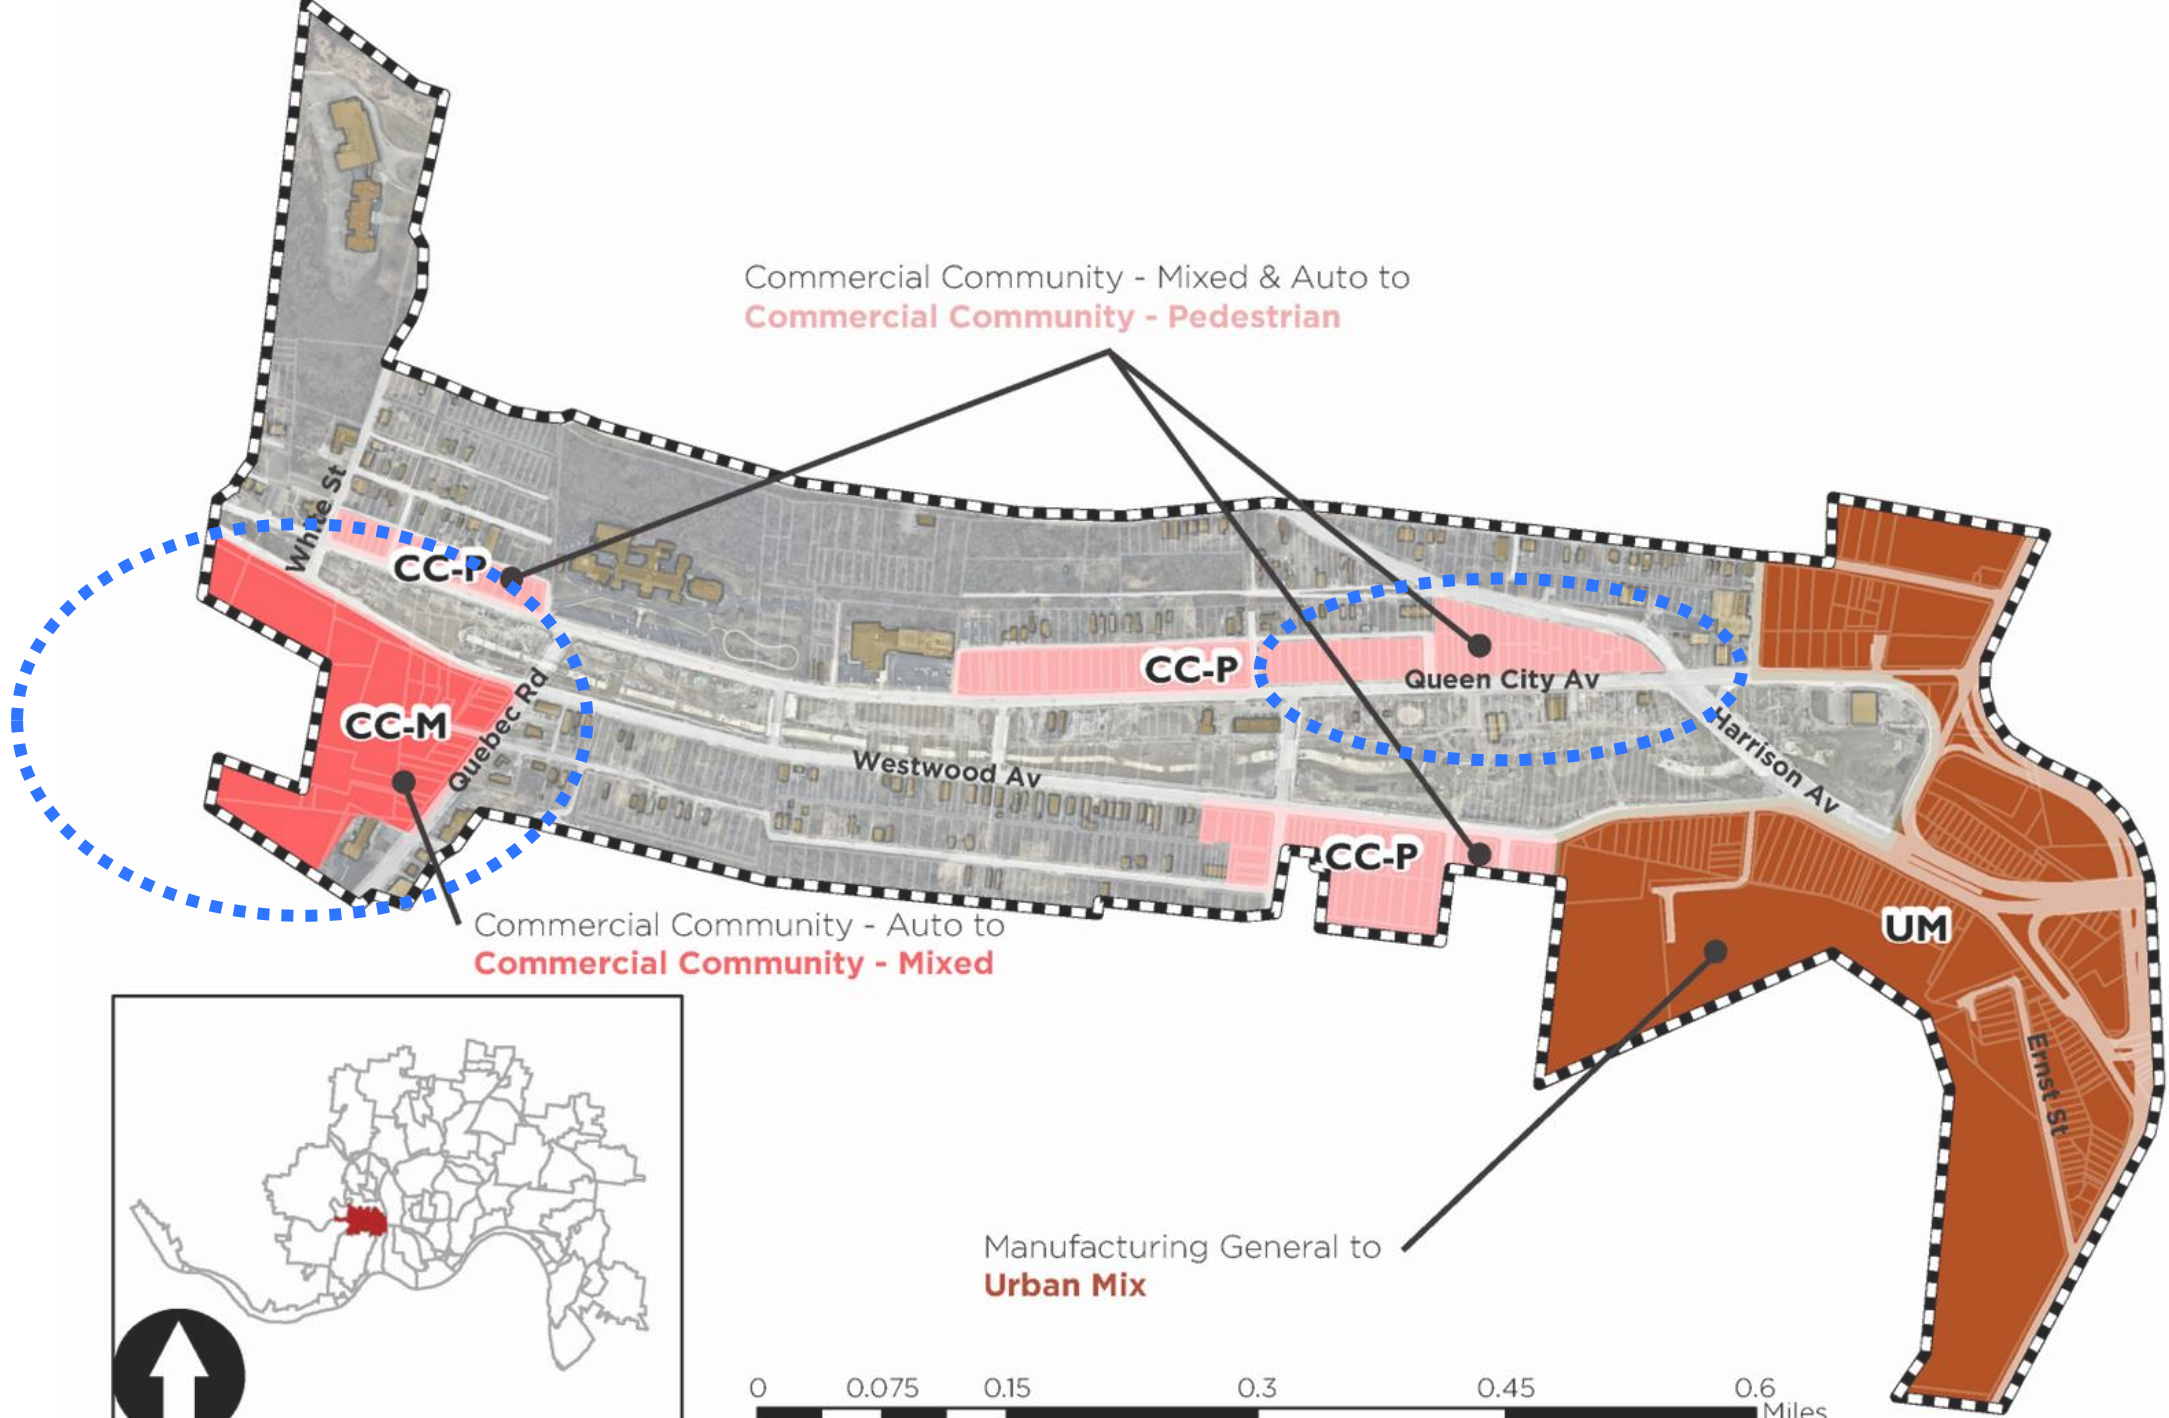 Commercial Community - Mixed & Auto to
Commercial Community - Pedestrian
White St
CC-P
CC-P
Queen City Av
CC-M
Quebec Rd
Westwood Av
Harrison Av
CC-P
UM
Commercial Community - Auto to
Commercial Community - Mixed
Ernst St
Manufacturing General to
Urban Mix
0 0.075 0.15 0.3 0.45 0.6
Miles